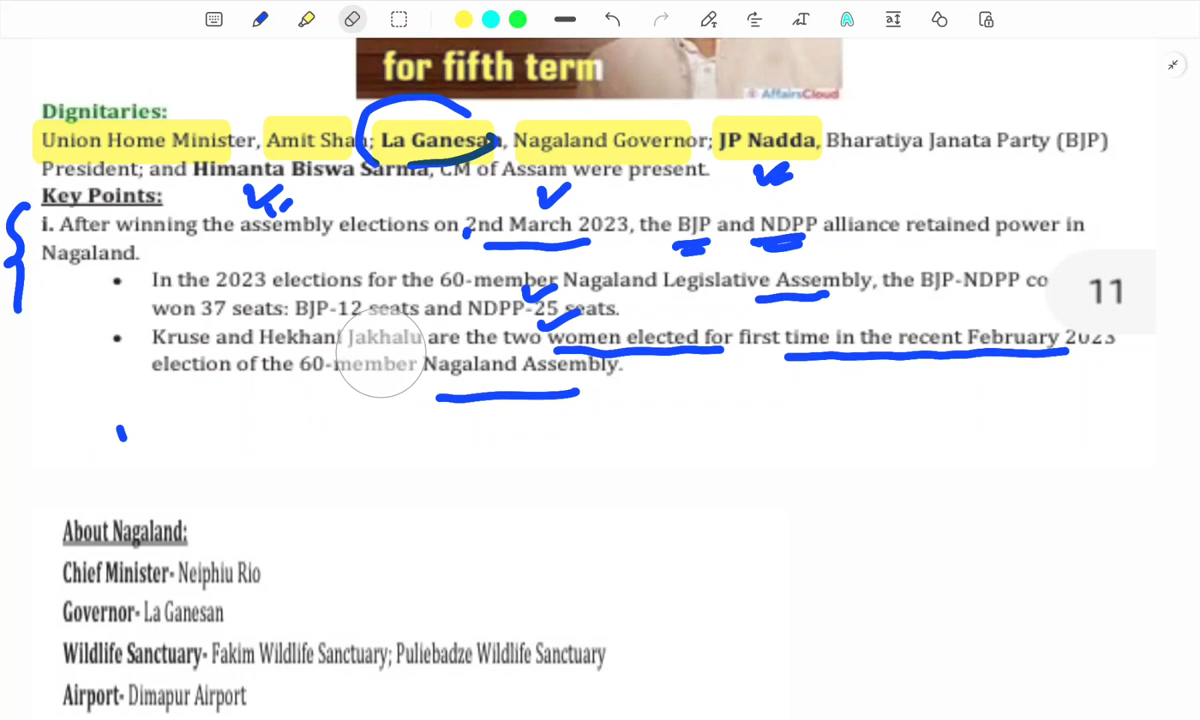 for fifth term
AffairsCloud
Dignitaries:
Union Home Minister, Amit Shah; La Ganesan, Nagaland Governor; JP Nadda, Bharatiya Janata Party (BJP)
President; and Himanta Biswa Sarma, CM of Assam were present.
Key Points:
i. After winning the assembly elections on 2nd March 2023, the BJP and NDPP alliance retained power in
Nagaland.
• In the 2023 elections for the 60-member Nagaland Legislative Assembly, the BJP-NDPP co
won 37 seats: BJP-12 seats and NDPP-25 seats.
• Kruse and Hekhani Jakhalu are the two women elected for first time in the recent February 2023
election of the 60-member Nagaland Assembly.
11
About Nagaland:
Chief Minister- Neiphiu Rio
Governor- La Ganesan
Wildlife Sanctuary- Fakim Wildlife Sanctuary; Puliebadze Wildlife Sanctuary
Airport- Dimapur Airport